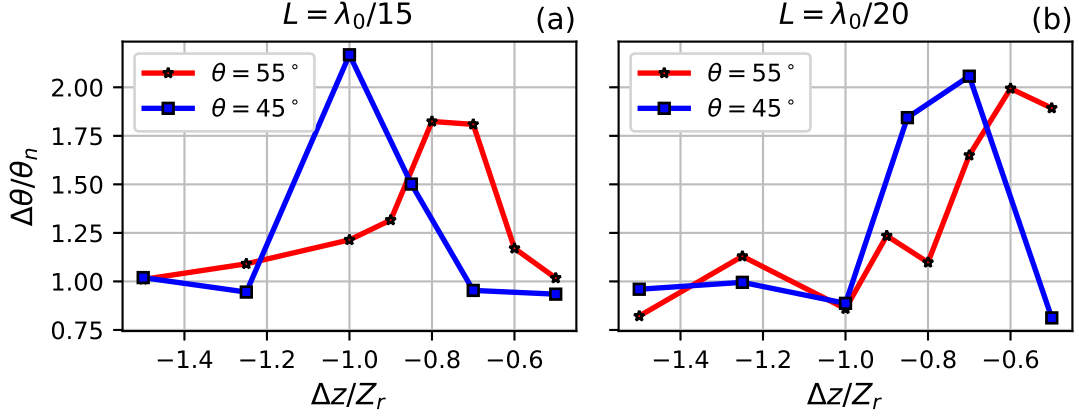 L = λ₀/15
(a)
θ = 55°
θ = 45°
Δθ/θₙ
2.00
1.75
1.50
1.25
1.00
0.75
−1.4
−1.2
−1.0
−0.8
−0.6
Δz/Zᵣ
L = λ₀/20
(b)
θ = 55°
θ = 45°
−1.4
−1.2
−1.0
−0.8
−0.6
Δz/Zᵣ